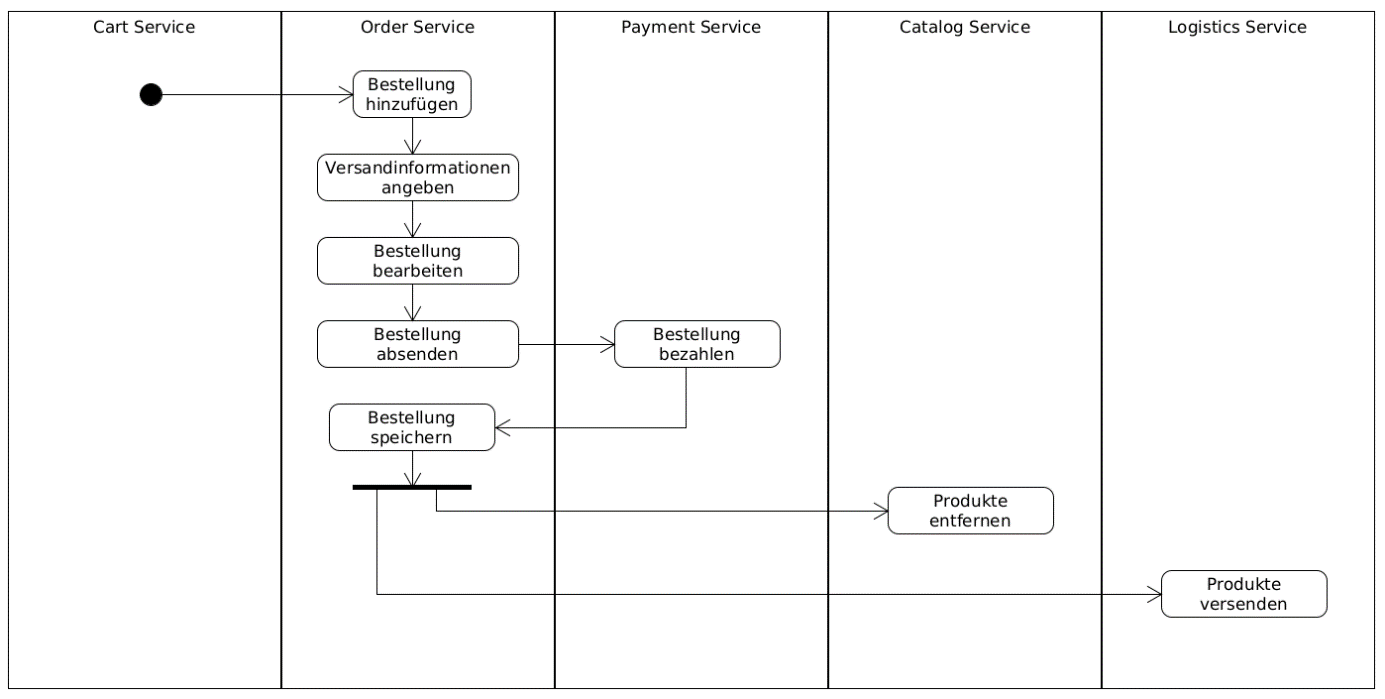 Cart Service
Order Service
Payment Service
Catalog Service
Logistics Service
Bestellung
hinzufügen
Versandinformationen
angeben
Bestellung
bearbeiten
Bestellung
absenden
Bestellung
bezahlen
Bestellung
speichern
Produkte
entfernen
Produkte
versenden